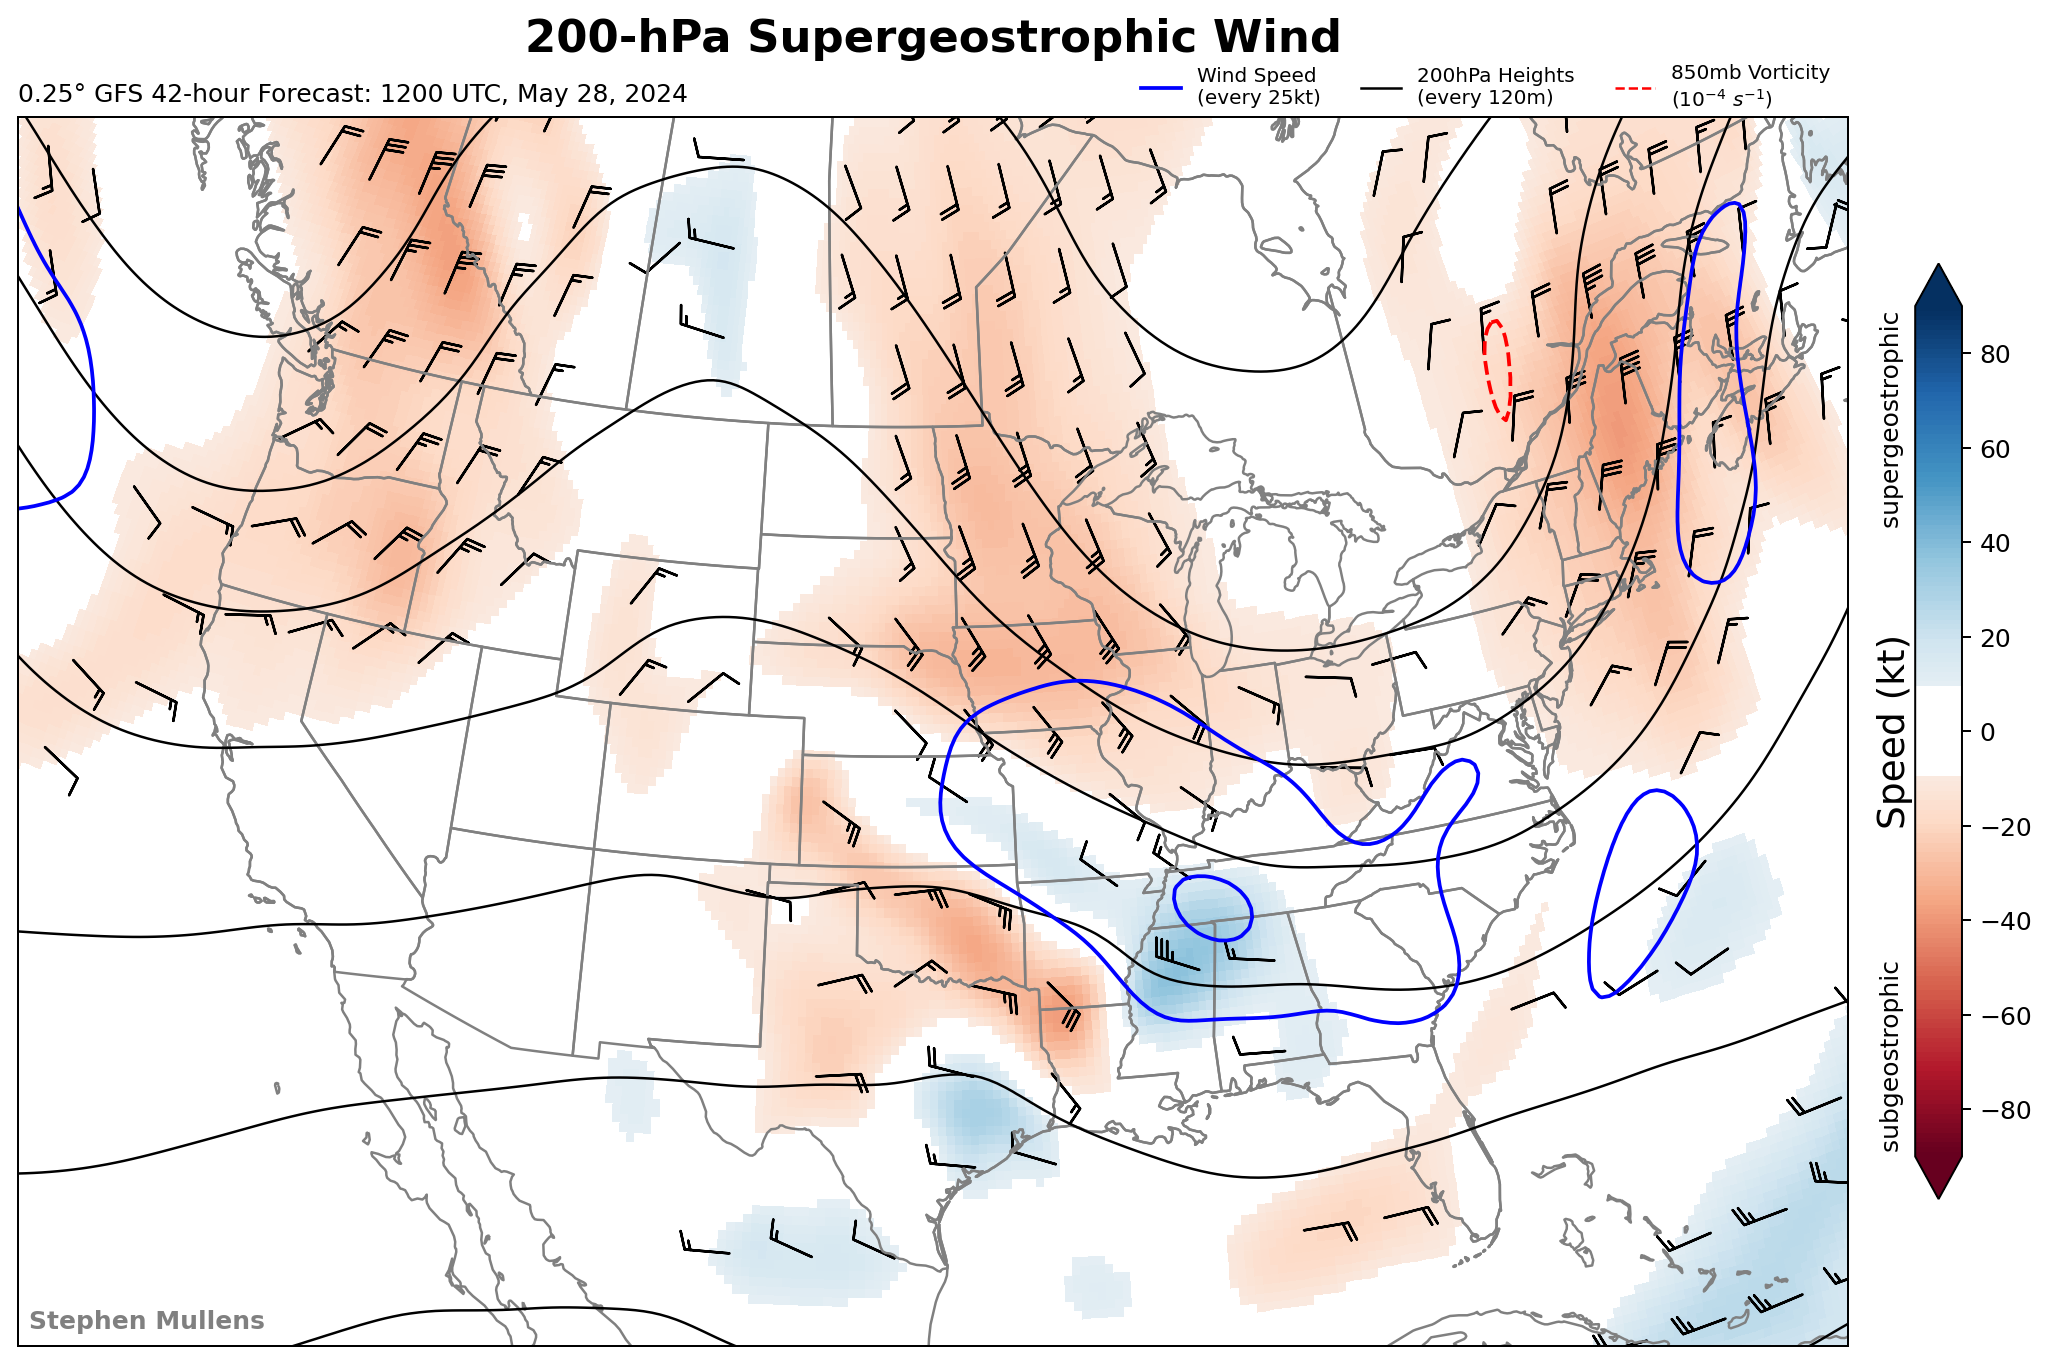 200-hPa Supergeostrophic Wind
0.25° GFS 42-hour Forecast: 1200 UTC, May 28, 2024
Wind Speed
(every 25kt)
200hPa Heights
(every 120m)
850mb Vorticity
(10⁻⁴ s⁻¹)
supergeostrophic
Speed (kt)
subgeostrophic
80
60
40
20
0
−20
−40
−60
−80
Stephen Mullens